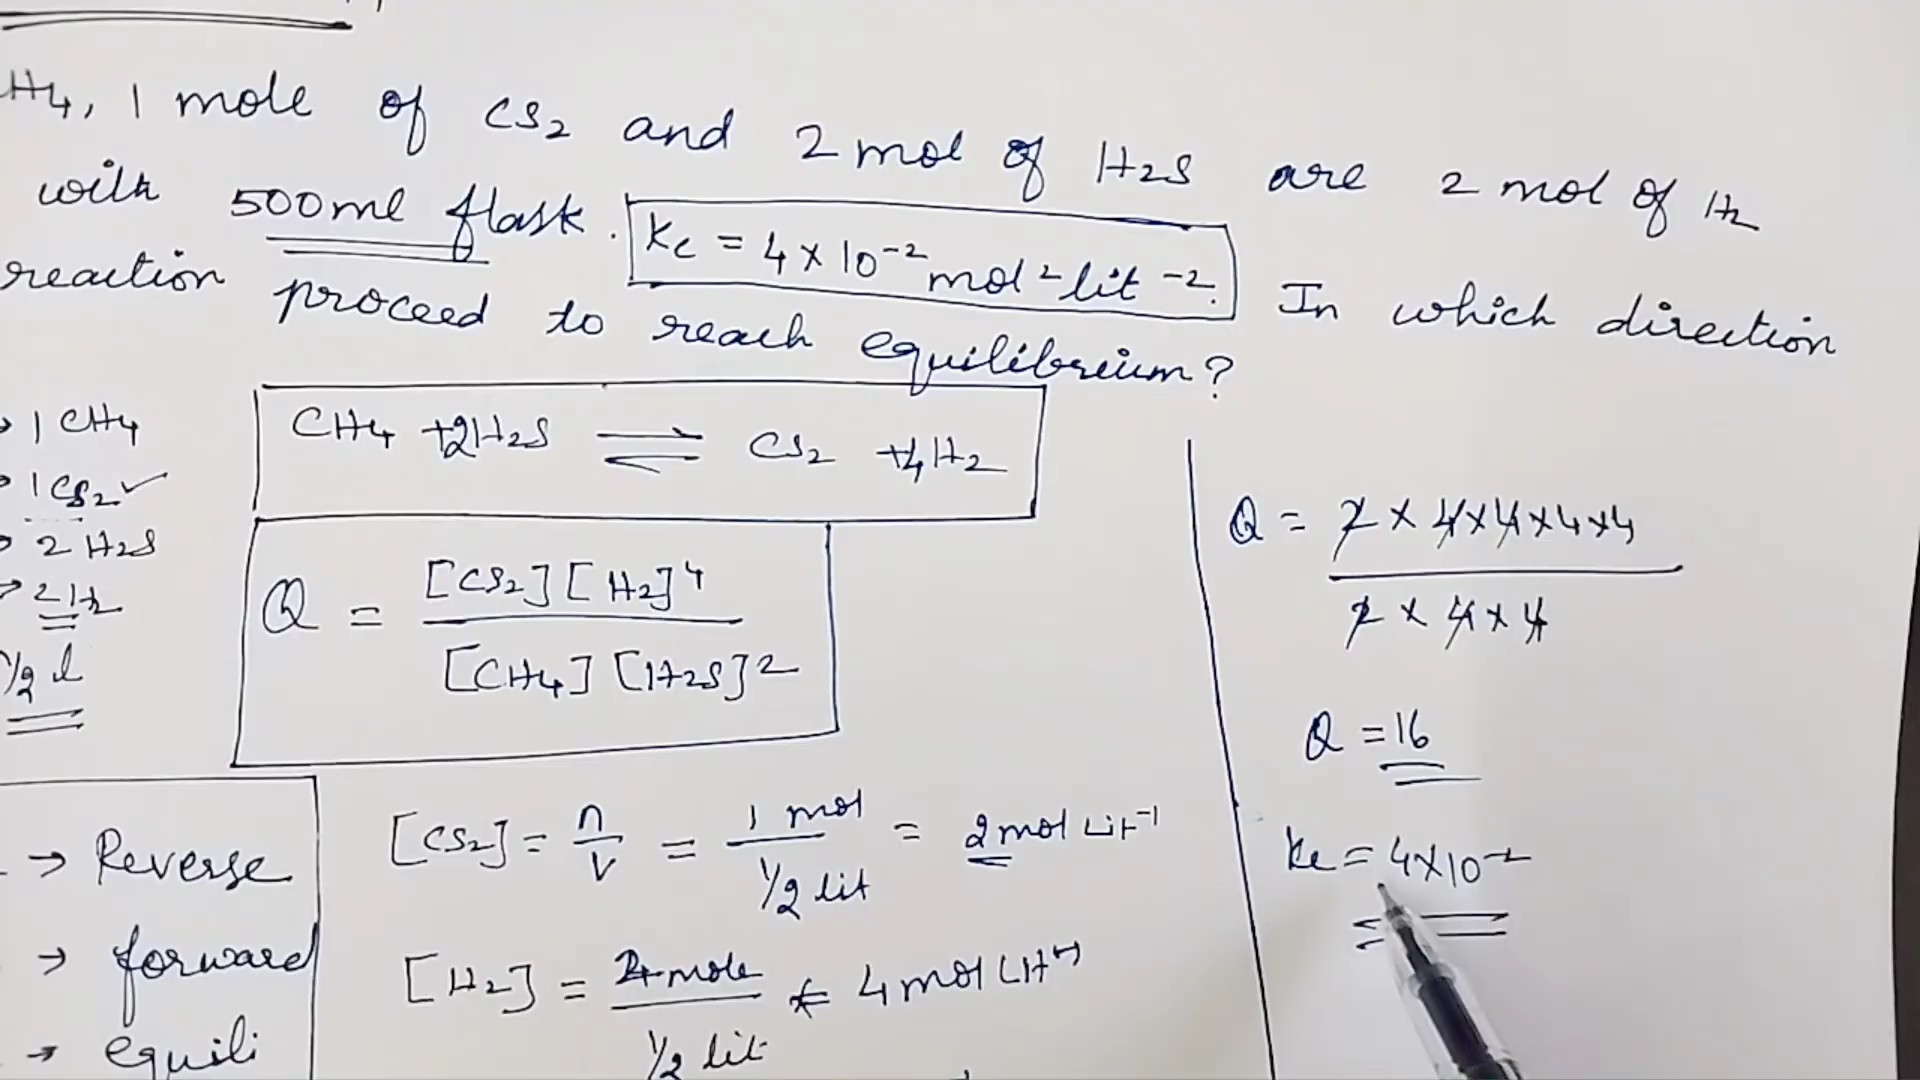 H4, 1 mole of CS2 and 2 mol of H2S are 2 mol of H2
with 500ml flask. Kc = 4 × 10⁻² mol² lit⁻². In which direction
reaction proceed to reach equilibrium?
→ 1 CH4
→ 1 CS2 ✓
→ 2 H2S
→ 2 H2
1/2 l
CH4 + 2H2S ⇌ CS2 + 4H2
Q = [CS2] [H2]⁴ / [CH4] [H2S]²
→ Reverse
→ forward
→ equili
[CS2] = n/V = 1 mol / 1/2 lit = 2 mol Lit⁻¹
[H2] = 2 mole / 1/2 lit = 4 mol Lit⁻¹
Q = 2 × 4 × 4 × 4 × 4 / 2 × 4 × 4
Q = 16
Kc = 4 × 10⁻²